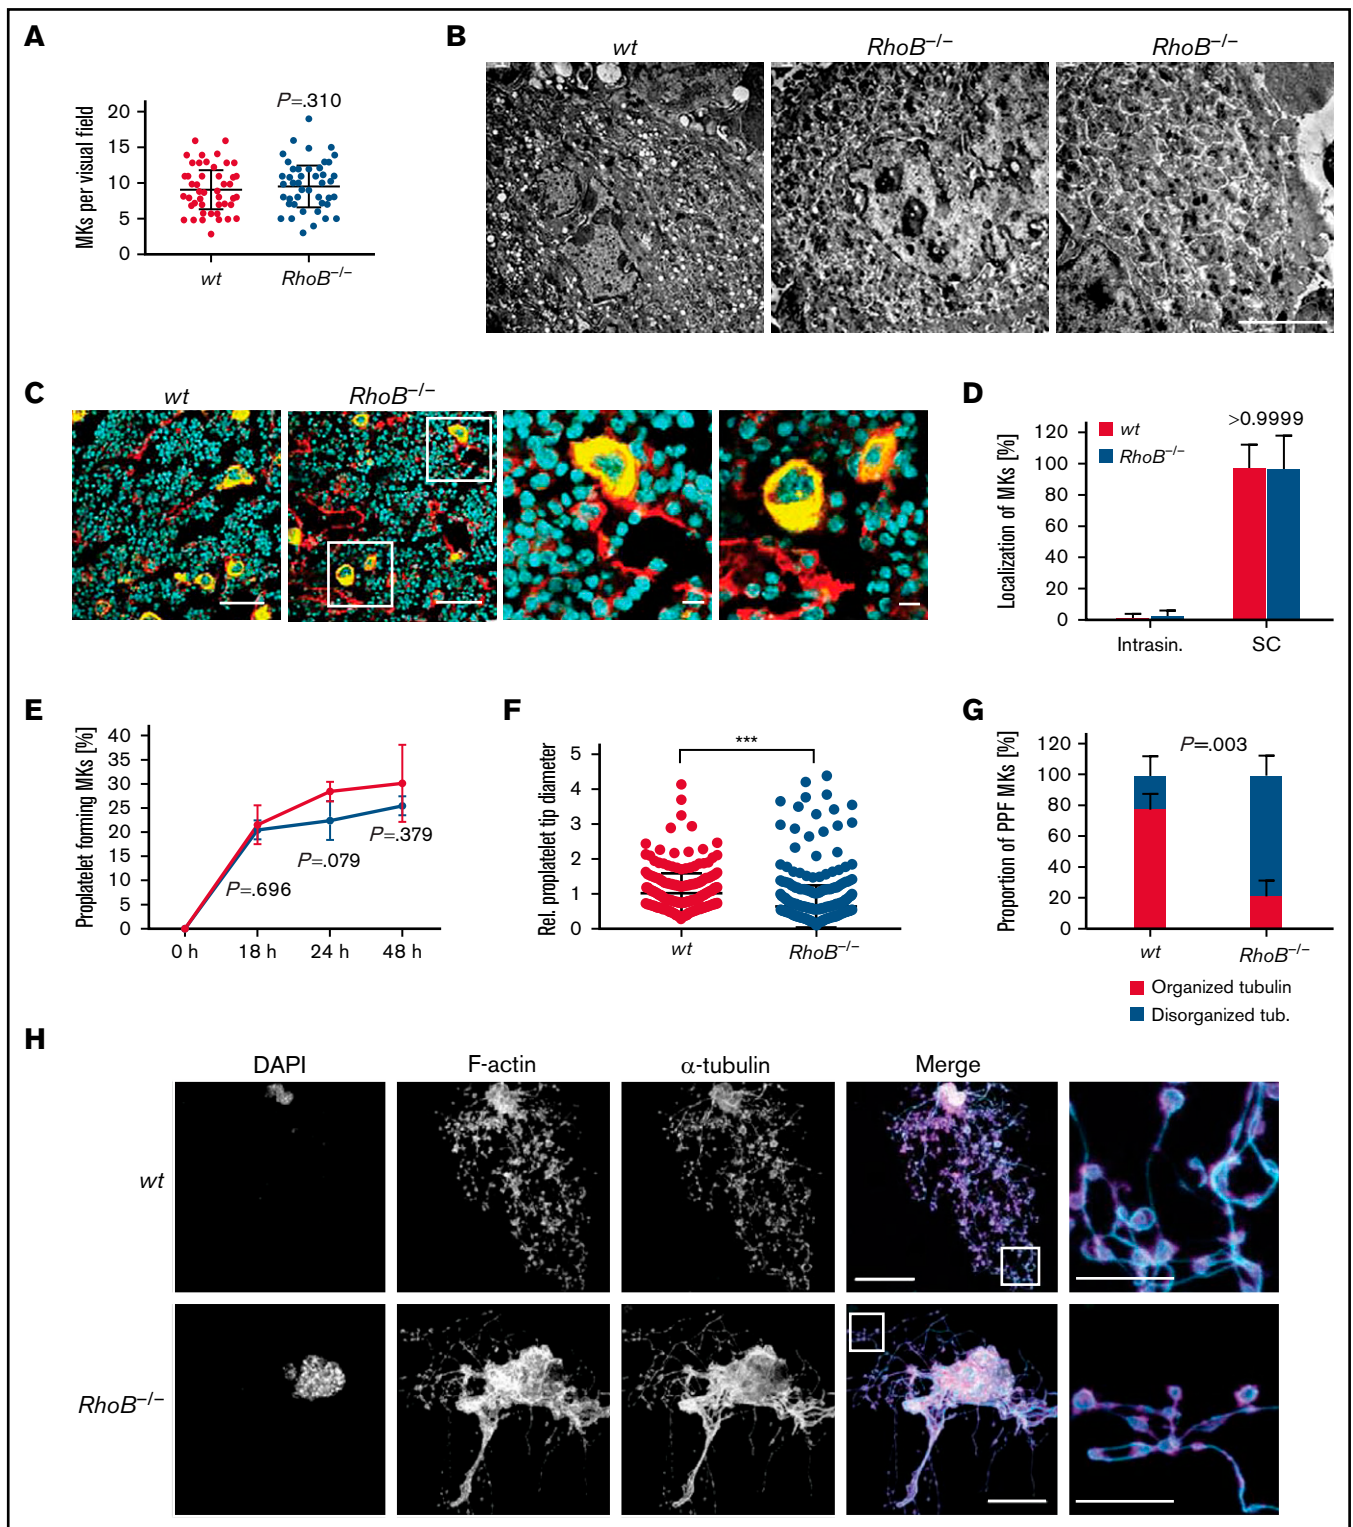 A
MKs per visual field
20
15
10
5
0
P=.310
wt
RhoB−/−
B
wt
RhoB−/−
RhoB−/−
C
wt
RhoB−/−
D
Localization of MKs [%]
120
100
80
60
40
20
0
wt
RhoB−/−
>0.9999
Intrasin.
SC
E
Proplatelet forming MKs [%]
40
35
30
25
20
15
10
5
0
P=.696
P=.079
P=.379
0 h
18 h
24 h
48 h
F
Rel. proplatelet tip diameter
5
4
3
2
1
0
***
wt
RhoB−/−
G
Proportion of PPF MKs [%]
120
100
80
60
40
20
0
P=.003
wt
RhoB−/−
Organized tubulin
Disorganized tub.
H
DAPI
F-actin
α-tubulin
Merge
wt
RhoB−/−